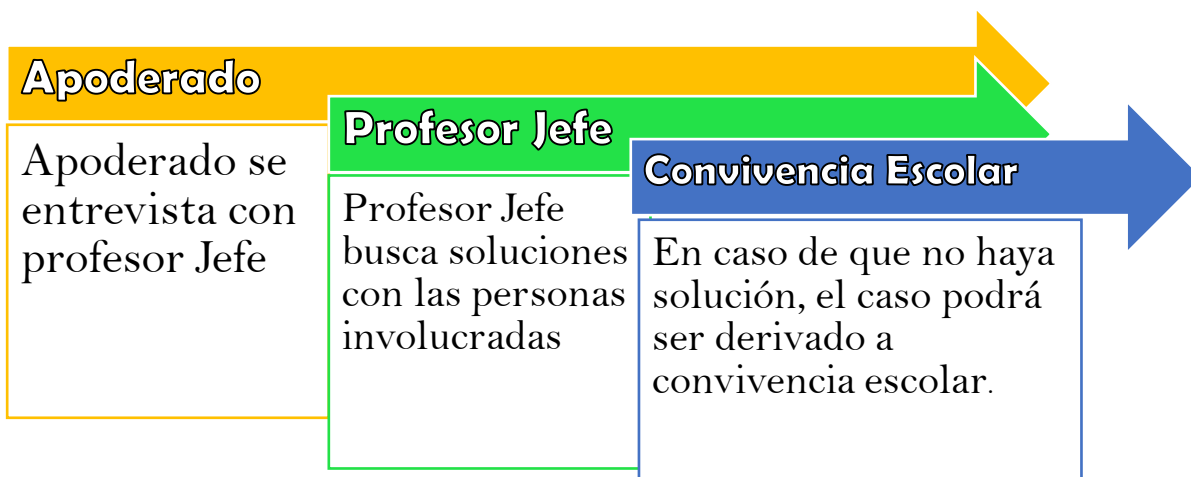 Apoderado
Apoderado se
entrevista con
profesor Jefe
Profesor Jefe
Profesor Jefe
busca soluciones
con las personas
involucradas
Convivencia Escolar
En caso de que no haya
solución, el caso podrá
ser derivado a
convivencia escolar.